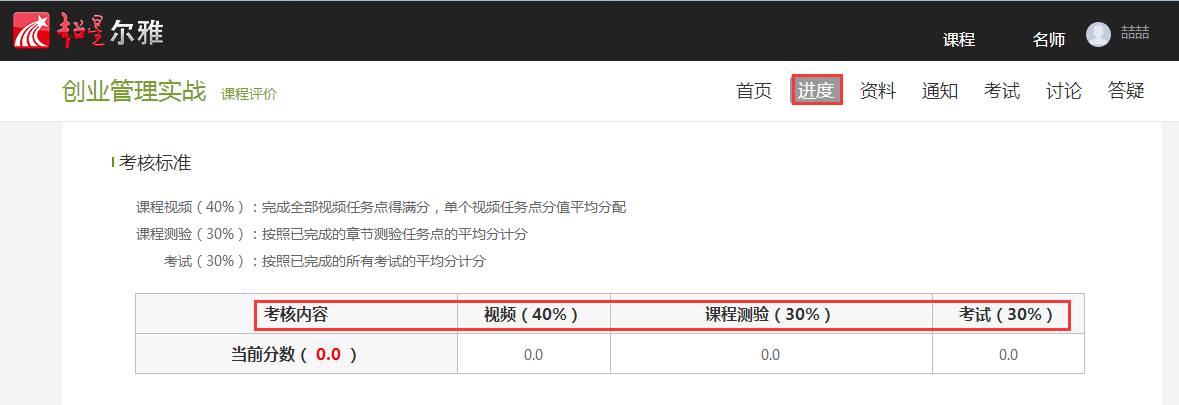 超星尔雅
课程 名师 喆喆
创业管理实战 课程评价
首页 进度 资料 通知 考试 讨论 答疑
考核标准
课程视频（40%）：完成全部视频任务点得满分，单个视频任务点分值平均分配
课程测验（30%）：按照已完成的章节测验任务点的平均分计分
考试（30%）：按照已完成的所有考试的平均分计分
考核内容 视频（40%） 课程测验（30%） 考试（30%）
当前分数（ 0.0 ） 0.0 0.0 0.0